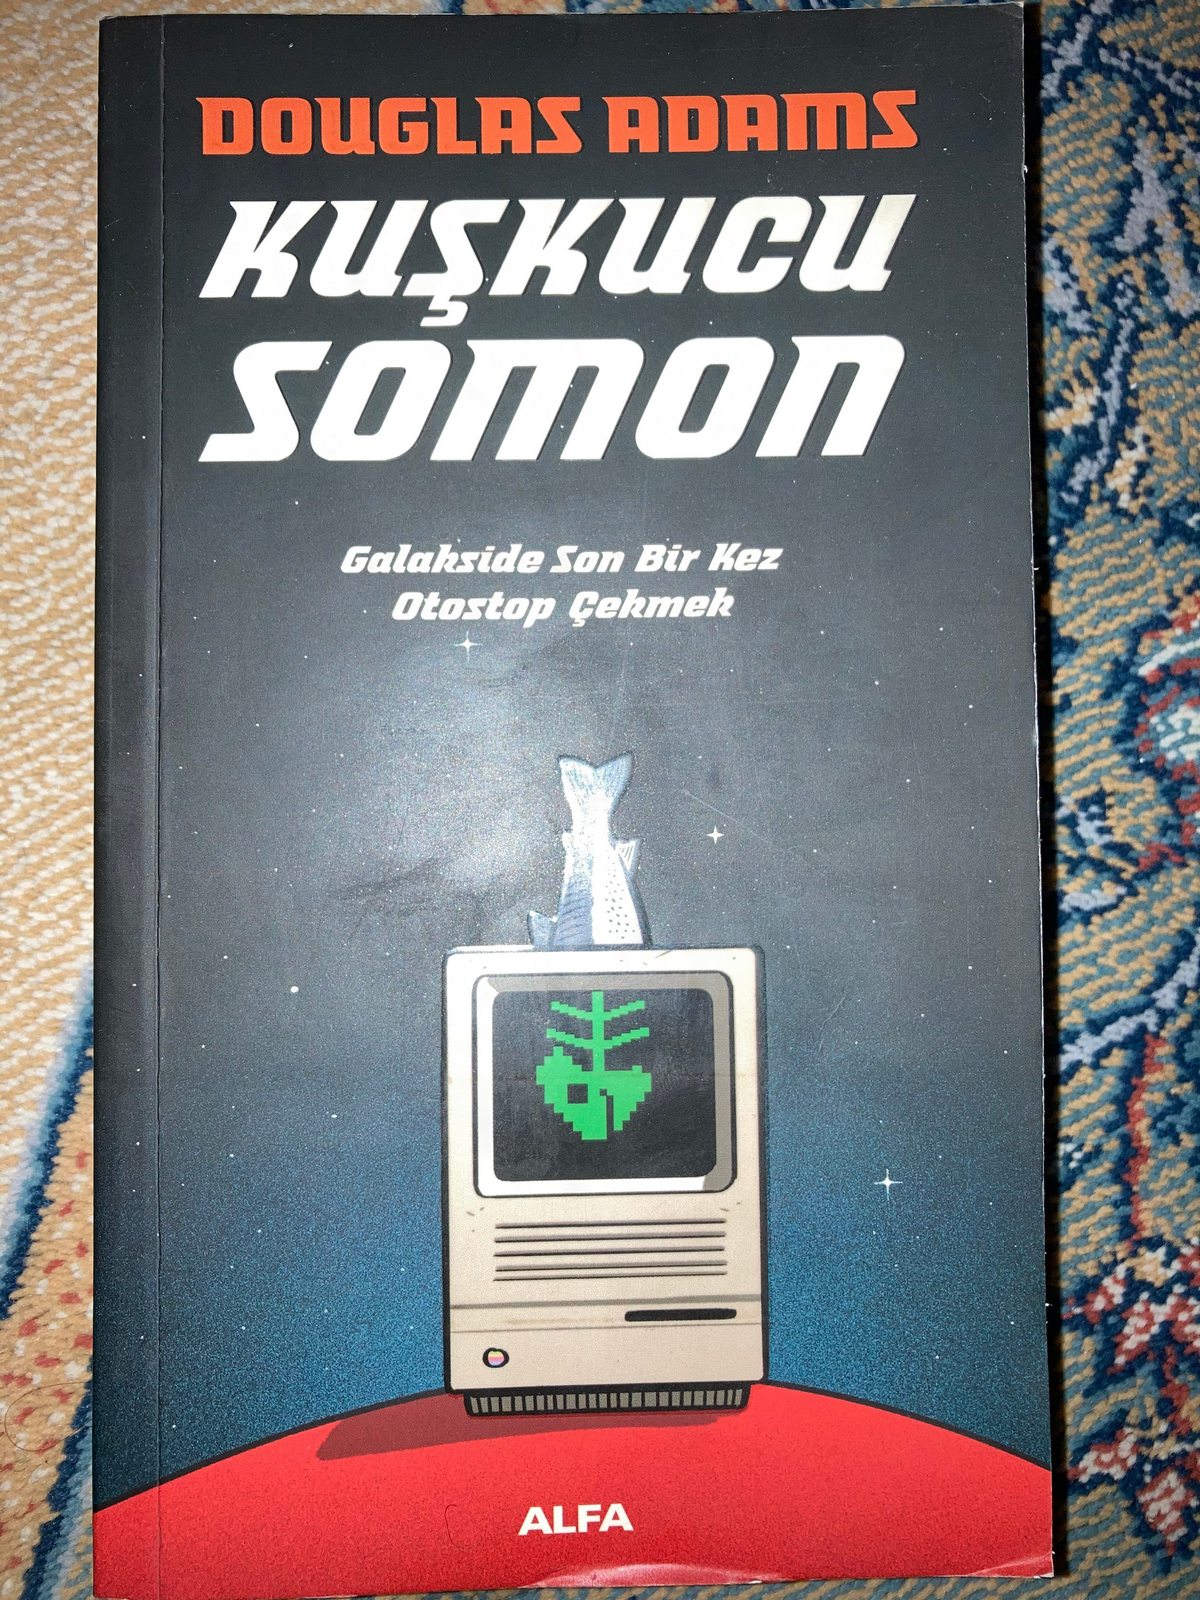 DOUGLAS ADAMS
KUŞKUCU
SOMON
Galakside Son Bir Kez
Otostop Çekmek
ALFA